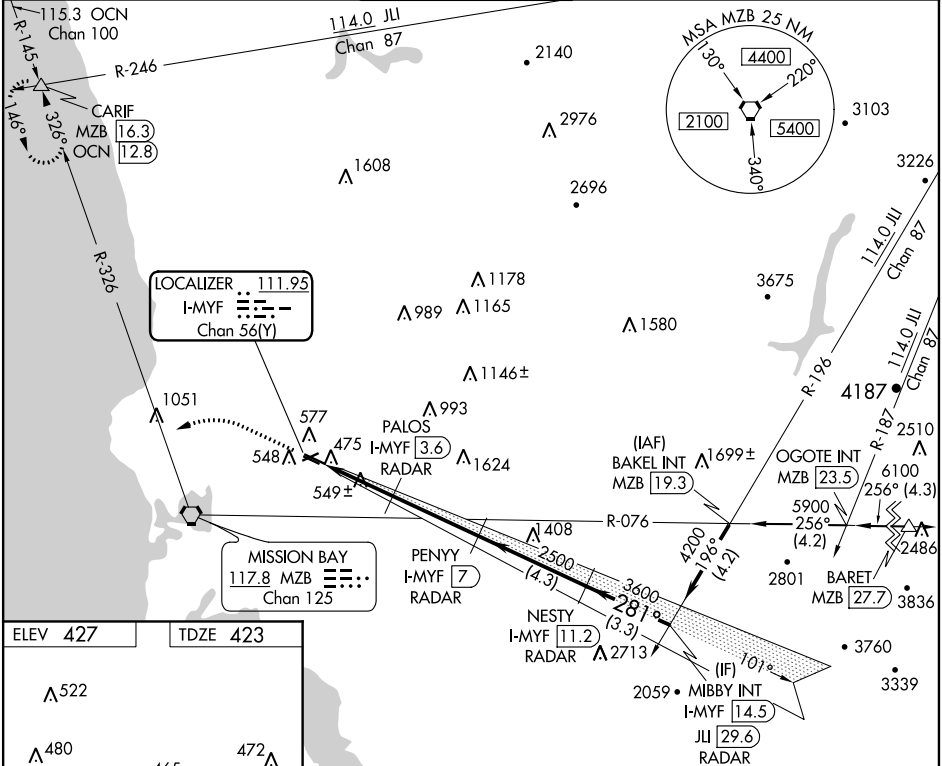 115.3 OCN
Chan 100
R-145
114.0 JLI
Chan 87
R-246
2140
MSA MZB 25 NM
130°
4400
220°
2100
5400
340°
CARIF
MZB 16.3
OCN 12.8
146°
326°
2976
3103
1608
2696
3226
R-326
114.0 JLI
Chan 87
LOCALIZER 111.95
I-MYF
Chan 56(Y)
1178
989
1165
3675
1580
114.0 JLI
Chan 87
R-196
1146±
4187
1051
993
R-187
577
PALOS
I-MYF 3.6
RADAR
2510
548
475
1624
(IAF)
BAKEL INT
MZB 19.3
1699±
OGOTE INT
MZB 23.5
6100
256° (4.3)
549±
5900
256°
(4.2)
R-076
1408
4200
196°
(4.2)
2486
MISSION BAY
117.8 MZB
Chan 125
PENYY
I-MYF 7
RADAR
2500
(4.3)
2801
BARET
MZB 27.7
3836
3600
281°
(3.3)
NESTY
I-MYF 11.2
RADAR
2713
101°
3760
3339
(IF)
MIBBY INT
I-MYF 14.5
JLI 29.6
RADAR
2059
ELEV 427
TDZE 423
522
480
472